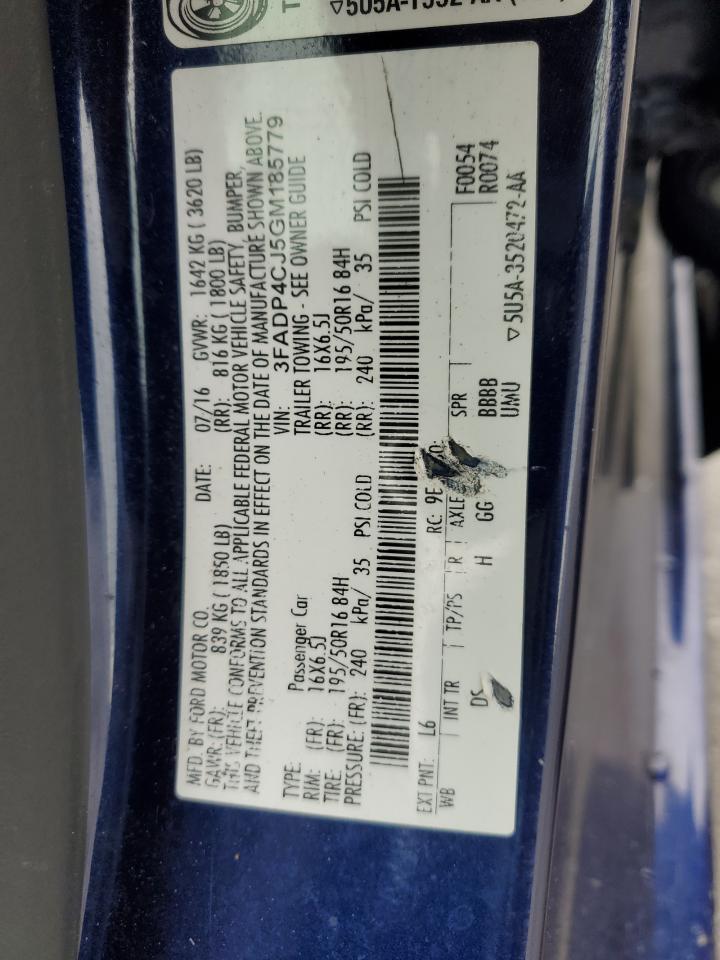 ▽5U5A-1532
MFD. BY FORD MOTOR CO.
DATE: 07/16 GVWR: 1642 KG ( 3620 LB)
GAWR: (FR): 839 KG ( 1850 LB) (RR): 816 KG ( 1800 LB)
THIS VEHICLE CONFORMS TO ALL APPLICABLE FEDERAL MOTOR VEHICLE SAFETY, BUMPER,
AND THEFT PREVENTION STANDARDS IN EFFECT ON THE DATE OF MANUFACTURE SHOWN ABOVE.
VIN: 3FADP4CJ5GM185779
TYPE: Passenger Car TRAILER TOWING - SEE OWNER GUIDE
RIM: (FR): 16X6.5J (RR): 16X6.5J
TIRE: (FR): 195/50R16 84H (RR): 195/50R16 84H
PRESSURE: (FR): 240 kPa/ 35 PSI COLD (RR): 240 kPa/ 35 PSI COLD
EXT PNT: L6 RC: 9E F0054
R0074
WB INT TR TP/PS R AXLE SPR
DS H GG BBBB
UMU
▽5U5A-3520472-AA